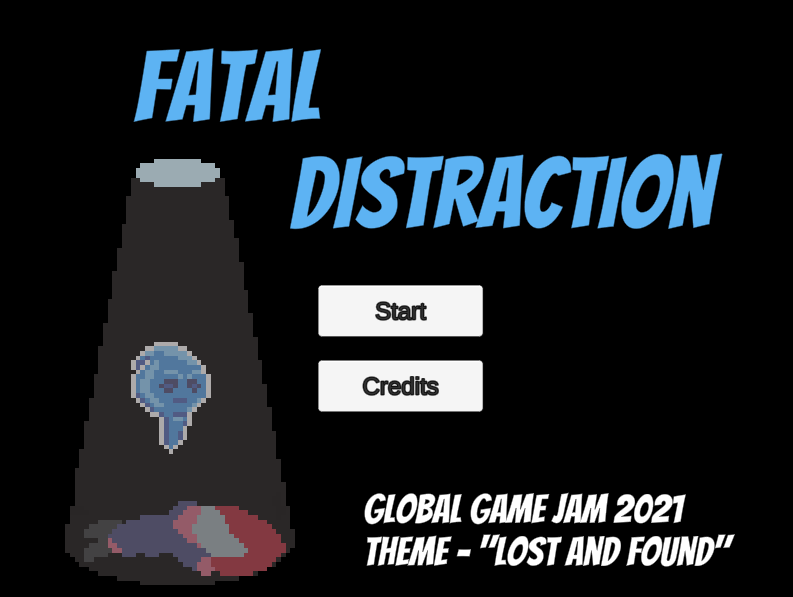 FATAL
DISTRACTION
Start
Credits
GLOBAL GAME JAM 2021
THEME - "LOST AND FOUND"